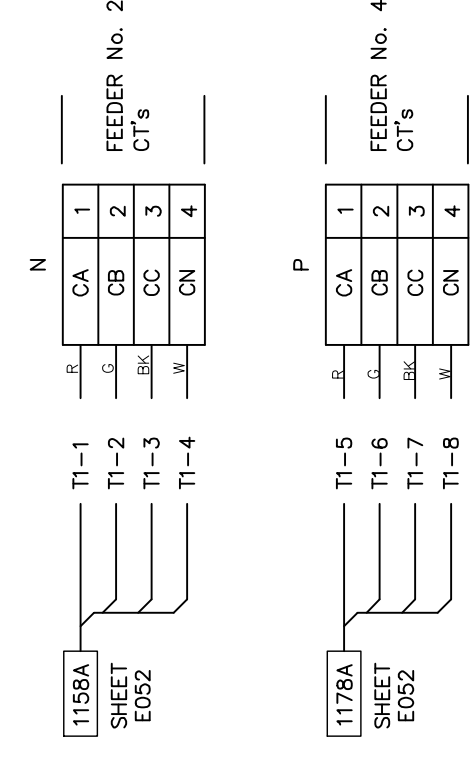 N
1 2 3 4
CA CB CC CN
R G BK W
T1-1
T1-2
T1-3
T1-4
1158A
SHEET
E052
FEEDER No. 2
CT's
P
1 2 3 4
CA CB CC CN
R G BK W
T1-5
T1-6
T1-7
T1-8
1178A
SHEET
E052
FEEDER No. 4
CT's